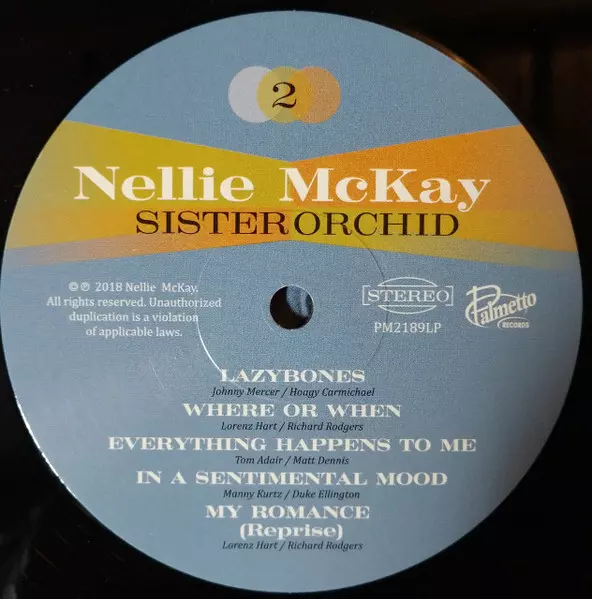 2
Nellie McKay
SISTER ORCHID
©℗ 2018 Nellie McKay.
All rights reserved. Unauthorized
duplication is a violation
of applicable laws.
STEREO
PM2189LP
Palmetto
RECORDS
LAZYBONES
Johnny Mercer / Hoagy Carmichael
WHERE OR WHEN
Lorenz Hart / Richard Rodgers
EVERYTHING HAPPENS TO ME
Tom Adair / Matt Dennis
IN A SENTIMENTAL MOOD
Manny Kurtz / Duke Ellington
MY ROMANCE
(Reprise)
Lorenz Hart / Richard Rodgers